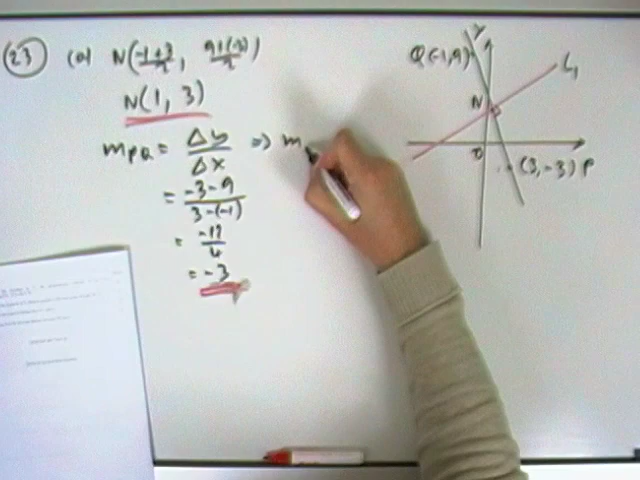 (23) (a) N(-1+3/2, 9+(-3)/2)
N(1, 3)
mPQ = Δy/Δx => m
= -3-9/3-(-1)
= -12/4
= -3
Y
Q(-1,9)
L1
N
O
(3,-3) P